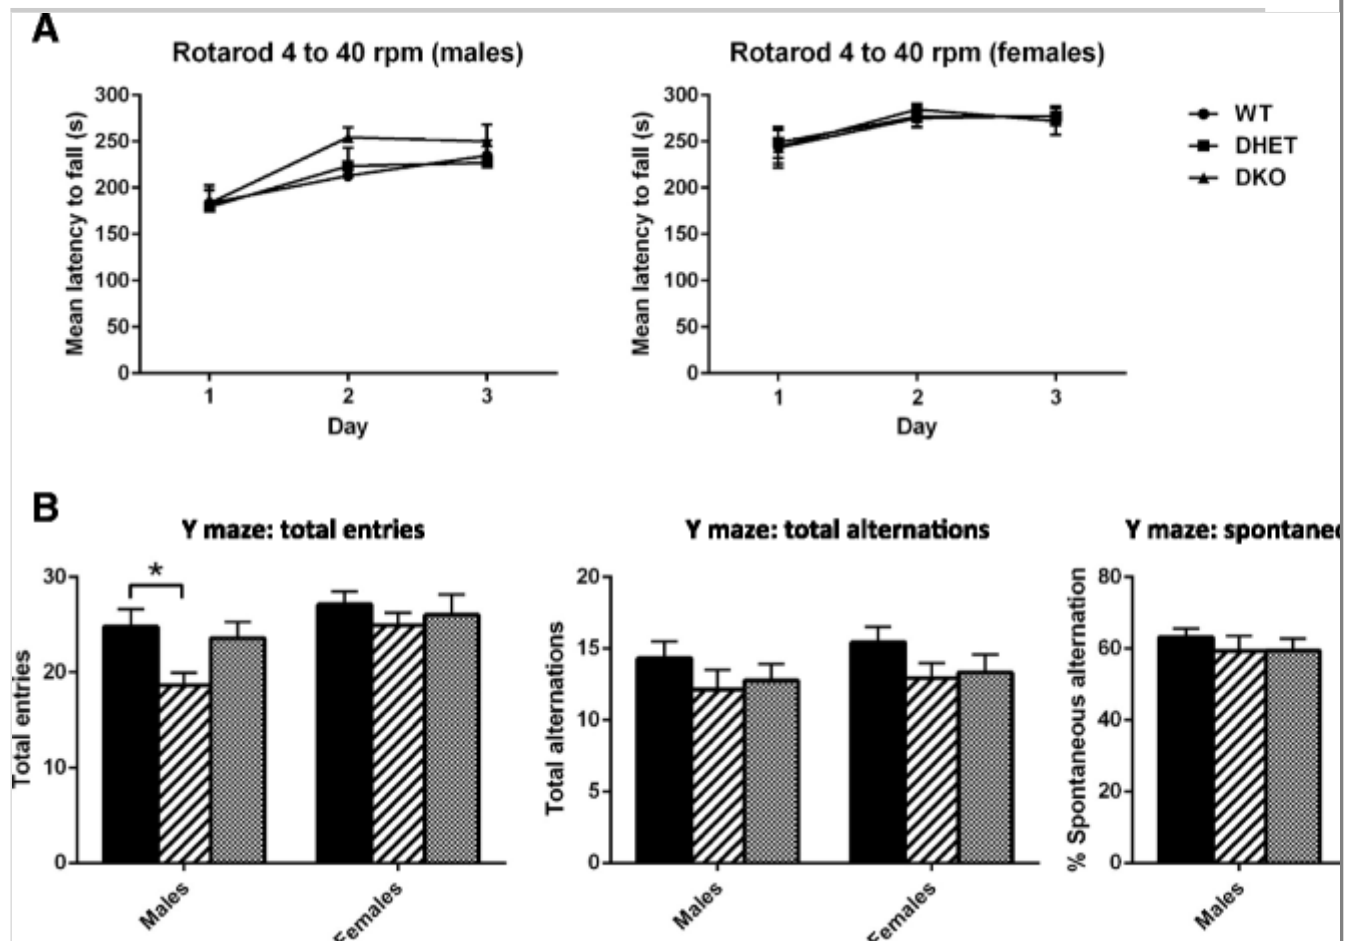 A
Rotarod 4 to 40 rpm (males)
Mean latency to fall (s)
300
250
200
150
100
50
0
1 2 3
Day
Rotarod 4 to 40 rpm (females)
Mean latency to fall (s)
300
250
200
150
100
50
0
1 2 3
Day
WT
DHET
DKO
B
Y maze: total entries
Total entries
30
20
10
0
*
Males
Females
Y maze: total alternations
Total alternations
20
15
10
5
0
Males
Females
Y maze: spontane
% Spontaneous alternation
80
60
40
20
0
Males